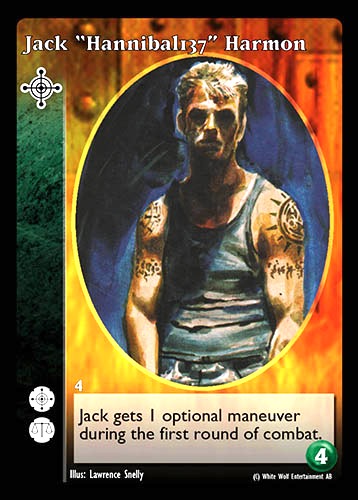 Jack "Hannibal137" Harmon
4
Jack gets 1 optional maneuver
during the first round of combat.
4
Illus: Lawrence Snelly
(C) White Wolf Entertainment AB